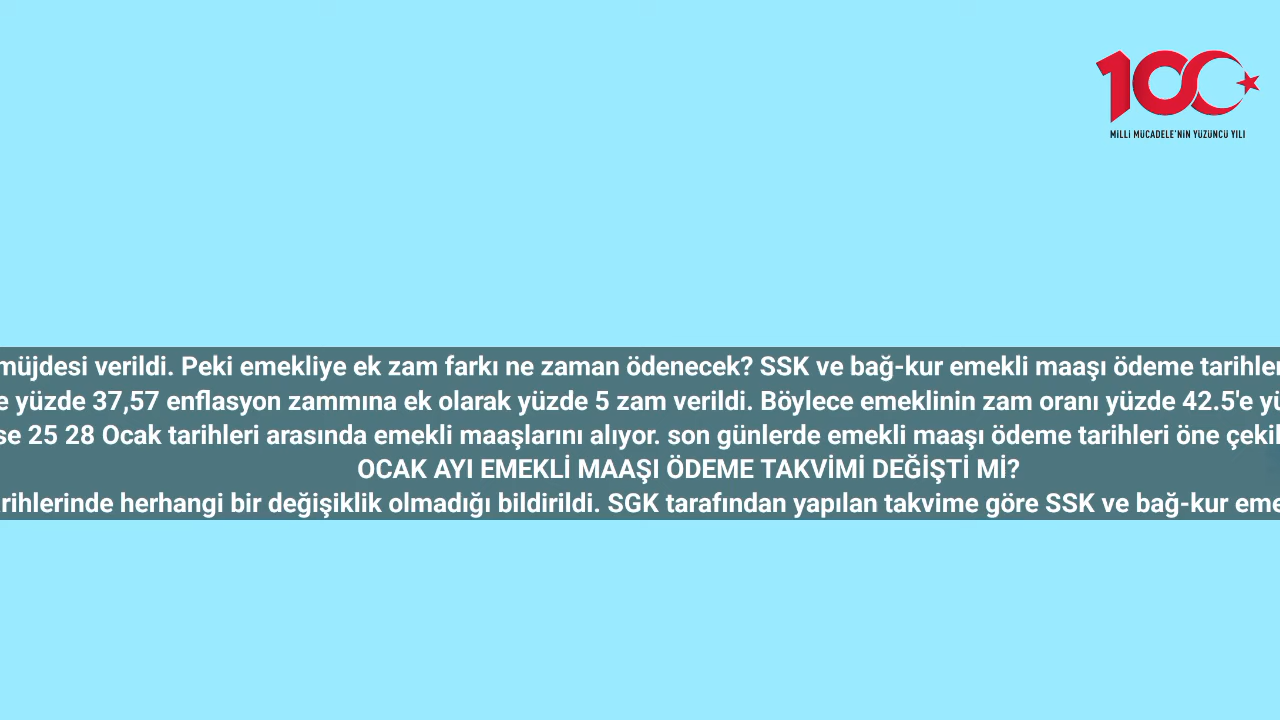 100
MİLLİ MÜCADELE'NİN YÜZÜNCÜ YILI
müjdesi verildi. Peki emekliye ek zam farkı ne zaman ödenecek? SSK ve bağ-kur emekli maaşı ödeme tarihler
e yüzde 37,57 enflasyon zammına ek olarak yüzde 5 zam verildi. Böylece emeklinin zam oranı yüzde 42.5'e yü
se 25 28 Ocak tarihleri arasında emekli maaşlarını alıyor. son günlerde emekli maaşı ödeme tarihleri öne çekil
OCAK AYI EMEKLİ MAAŞI ÖDEME TAKVİMİ DEĞİŞTİ Mİ?
arihlerinde herhangi bir değişiklik olmadığı bildirildi. SGK tarafından yapılan takvime göre SSK ve bağ-kur eme